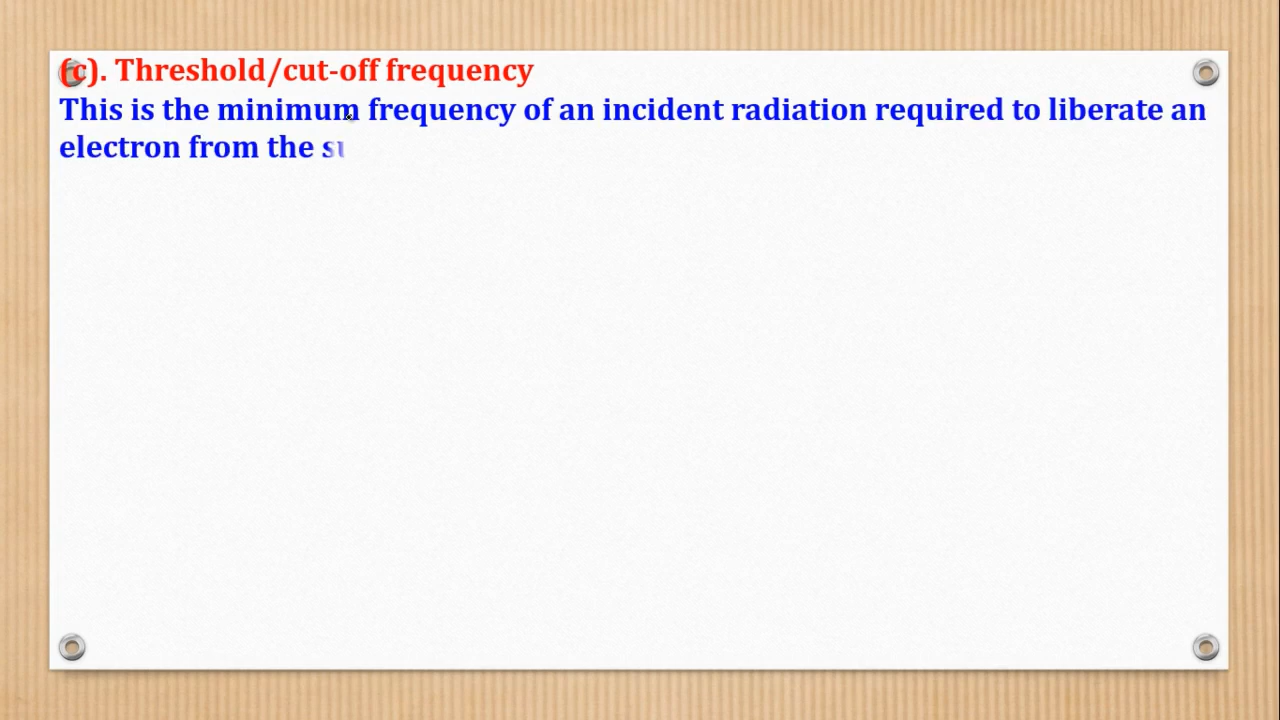 (c). Threshold/cut-off frequency
This is the minimum frequency of an incident radiation required to liberate an
electron from the